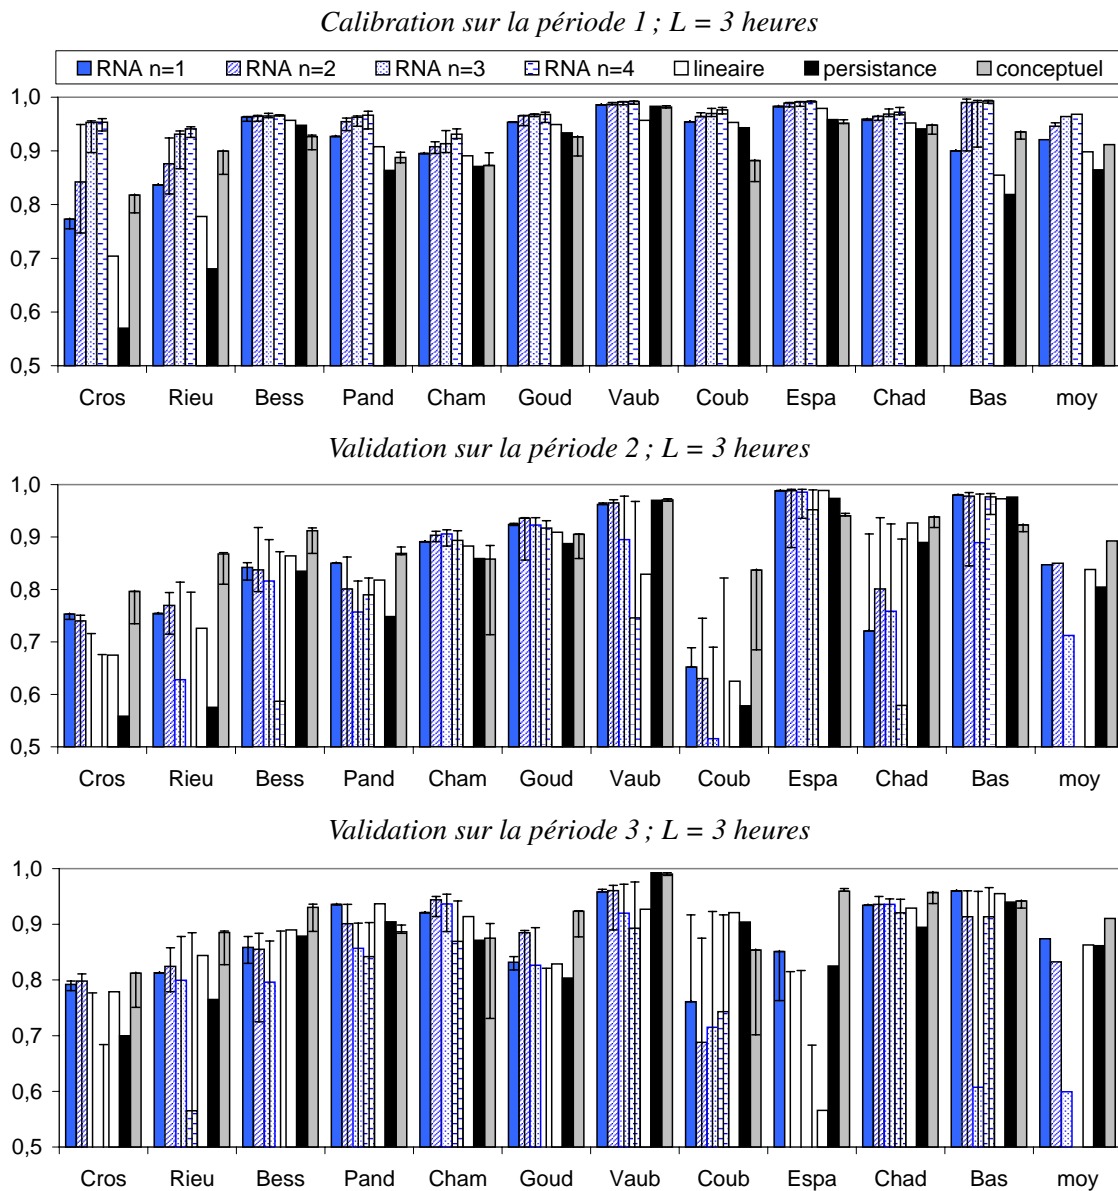 Calibration sur la période 1 ; L = 3 heures
RNA n=1 RNA n=2 RNA n=3 RNA n=4 lineaire persistance conceptuel
1,0
0,9
0,8
0,7
0,6
0,5
Cros Rieu Bess Pand Cham Goud Vaub Coub Espa Chad Bas moy
Validation sur la période 2 ; L = 3 heures
1,0
0,9
0,8
0,7
0,6
0,5
Cros Rieu Bess Pand Cham Goud Vaub Coub Espa Chad Bas moy
Validation sur la période 3 ; L = 3 heures
1,0
0,9
0,8
0,7
0,6
0,5
Cros Rieu Bess Pand Cham Goud Vaub Coub Espa Chad Bas moy